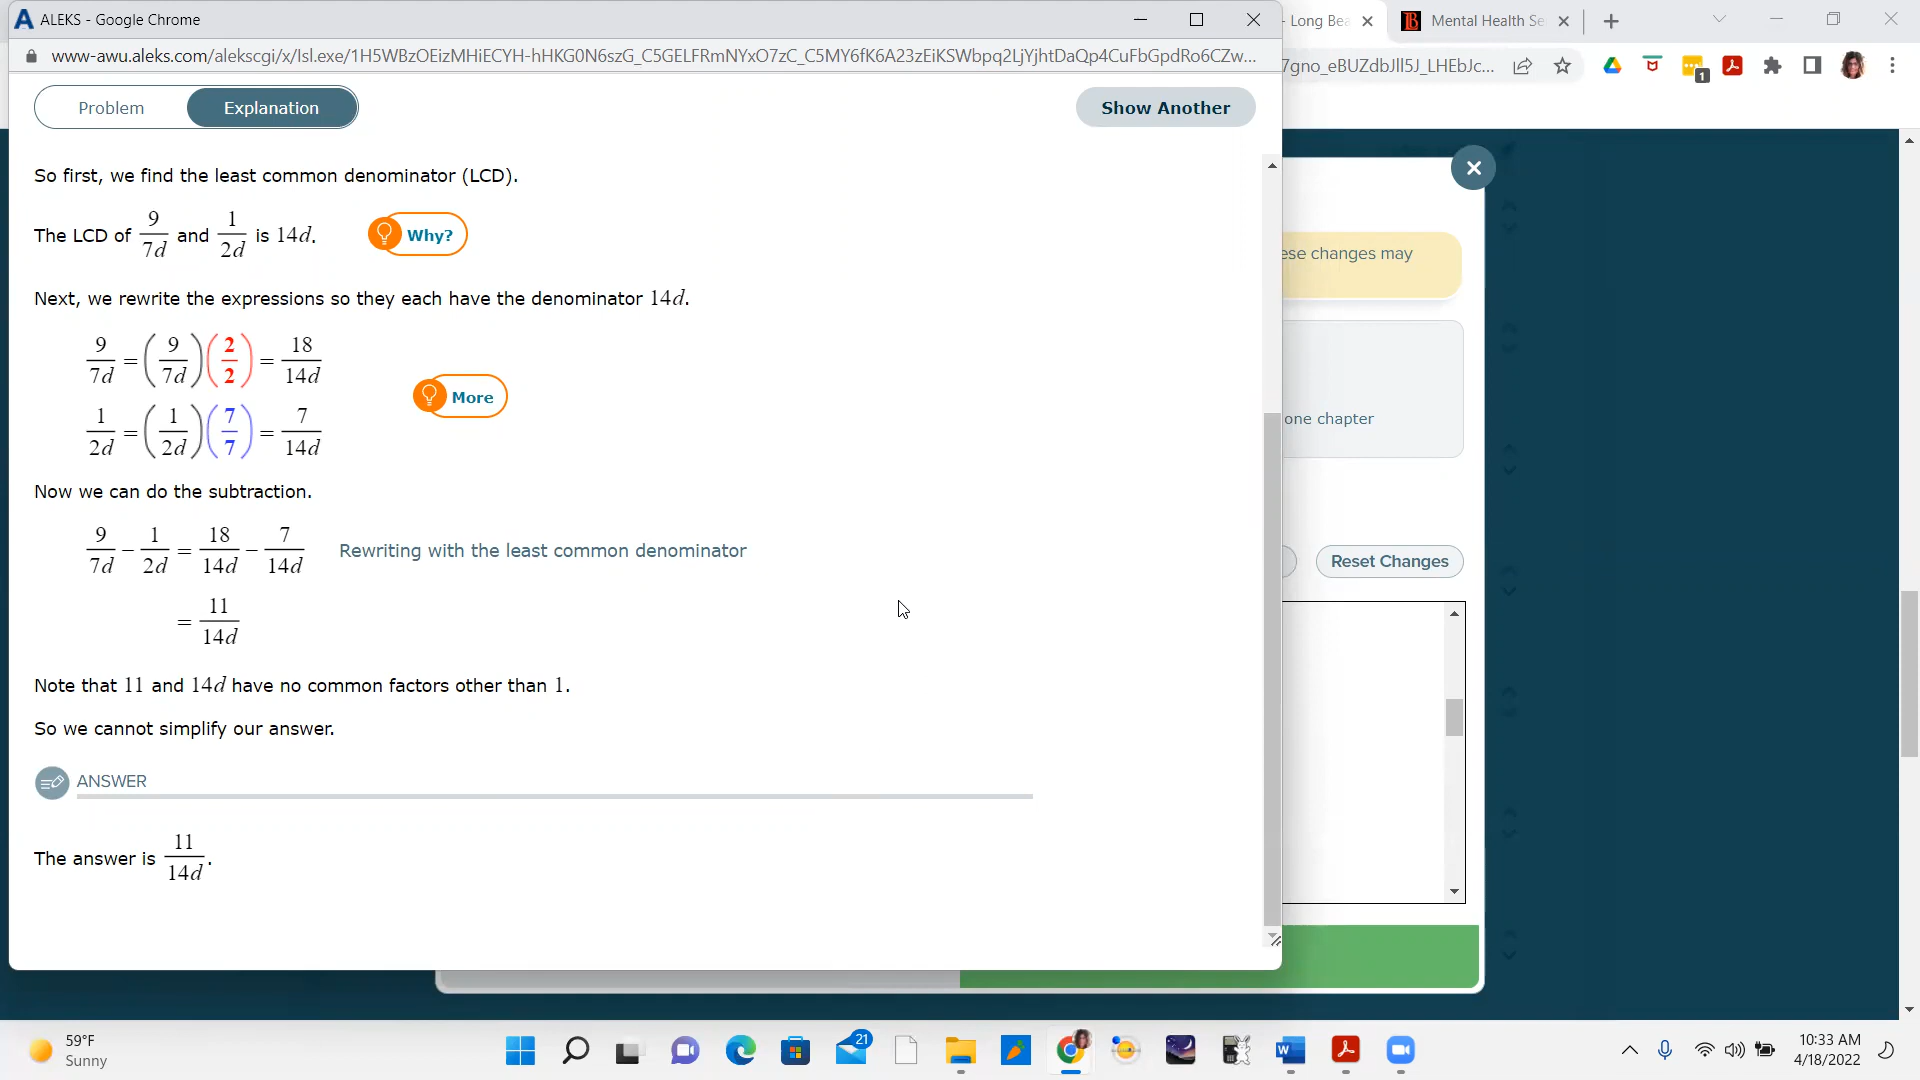 ALEKS - Google Chrome
Long Bea
Mental Health Se
www-awu.aleks.com/alekscgi/x/Isl.exe/1H5WBzOEizMHiECYH-hHKG0N6szG_C5GELFRmNYxO7zC_C5MY6fK6A23zEiKSWbpq2LjYjhtDaQp4CuFbGpdRo6CZw...
7gno_eBUZdbJll5J_LHEbJc...
1
Problem
Explanation
Show Another
So first, we find the least common denominator (LCD).
The LCD of 9/7d and 1/2d is 14d.
Why?
ese changes may
Next, we rewrite the expressions so they each have the denominator 14d.
9/7d = (9/7d)(2/2) = 18/14d
More
one chapter
1/2d = (1/2d)(7/7) = 7/14d
Now we can do the subtraction.
9/7d − 1/2d = 18/14d − 7/14d Rewriting with the least common denominator
Reset Changes
= 11/14d
Note that 11 and 14d have no common factors other than 1.
So we cannot simplify our answer.
ANSWER
The answer is 11/14d.
59°F
Sunny
21
10:33 AM
4/18/2022